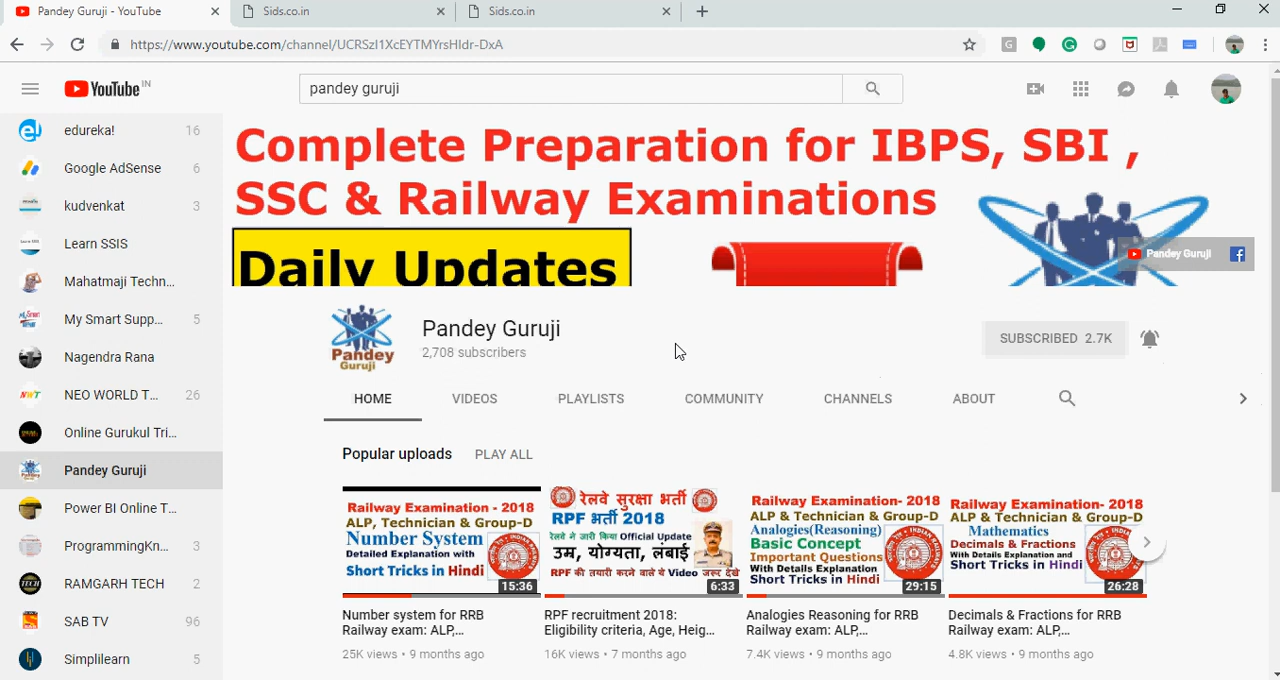 Pandey Guruji - YouTube
Sids.co.in
Sids.co.in
https://www.youtube.com/channel/UCRSzI1XcEYTMYrsHIdr-DxA
YouTube IN
pandey guruji
edureka! 16
Google AdSense 6
kudvenkat 3
Learn SSIS
Mahatmaji Techn...
My Smart Supp... 5
Nagendra Rana
NEO WORLD T... 26
Online Gurukul Tri...
Pandey Guruji
Power BI Online T...
ProgrammingKn... 3
RAMGARH TECH 2
SAB TV 96
Simplilearn 5
Complete Preparation for IBPS, SBI ,
SSC & Railway Examinations
Daily Updates
Pandey Guruji
Pandey
Guruji
Pandey Guruji
2,708 subscribers
SUBSCRIBED 2.7K
HOME VIDEOS PLAYLISTS COMMUNITY CHANNELS ABOUT
Popular uploads PLAY ALL
Railway Examination - 2018
ALP, Technician & Group-D
Number System
Detailed Explanation with
Short Tricks in Hindi
15:36
Number system for RRB
Railway exam: ALP,...
25K views • 9 months ago
रेलवे सुरक्षा भर्ती
RPF भर्ती 2018
रेलवे ने जारी किया Official Update
उम्र, योग्यता, लंबाई
RPF की तयारी करने वाले ये Video जरूर देखे
6:33
RPF recruitment 2018:
Eligibility criteria, Age, Heig...
16K views • 7 months ago
Railway Examination- 2018
ALP & Technician & Group-D
Analogies(Reasoning)
Basic Concept
Important Questions
With Details Explanation
Short Tricks in Hindi
29:15
Analogies Reasoning for RRB
Railway exam: ALP,...
7.4K views • 9 months ago
Railway Examination- 2018
ALP & Technician & Group-D
Mathematics
Decimals & Fractions
With Details Explanation and
Short Tricks in Hindi
26:28
Decimals & Fractions for RRB
Railway exam: ALP,...
4.8K views • 9 months ago